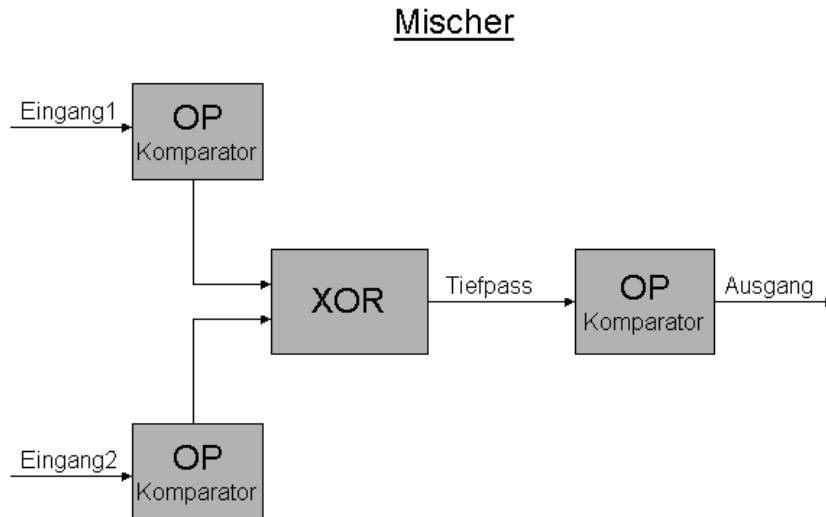 Mischer
Eingang1
OP
Komparator
XOR
Tiefpass
OP
Komparator
Ausgang
Eingang2
OP
Komparator